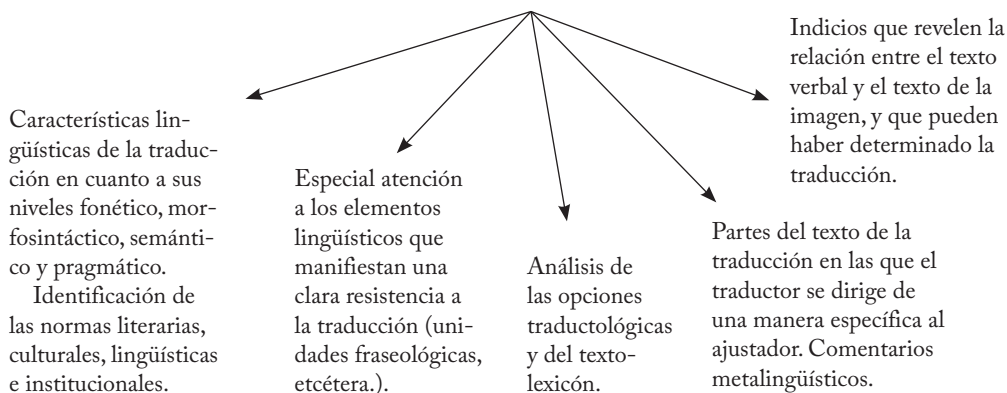 Características lin-
güísticas de la traduc-
ción en cuanto a sus
niveles fonético, mor-
fosintáctico, semánti-
co y pragmático.
Identificación de
las normas literarias,
culturales, lingüísticas
e institucionales.
Especial atención
a los elementos
lingüísticos que
manifiestan una
clara resistencia a
la traducción (uni-
dades fraseológicas,
etcétera.).
Análisis de
las opciones
traductológicas
y del texto-
lexicón.
Partes del texto de la
traducción en las que el
traductor se dirige de
una manera específica al
ajustador. Comentarios
metalingüísticos.
Indicios que revelen la
relación entre el texto
verbal y el texto de la
imagen, y que pueden
haber determinado la
traducción.